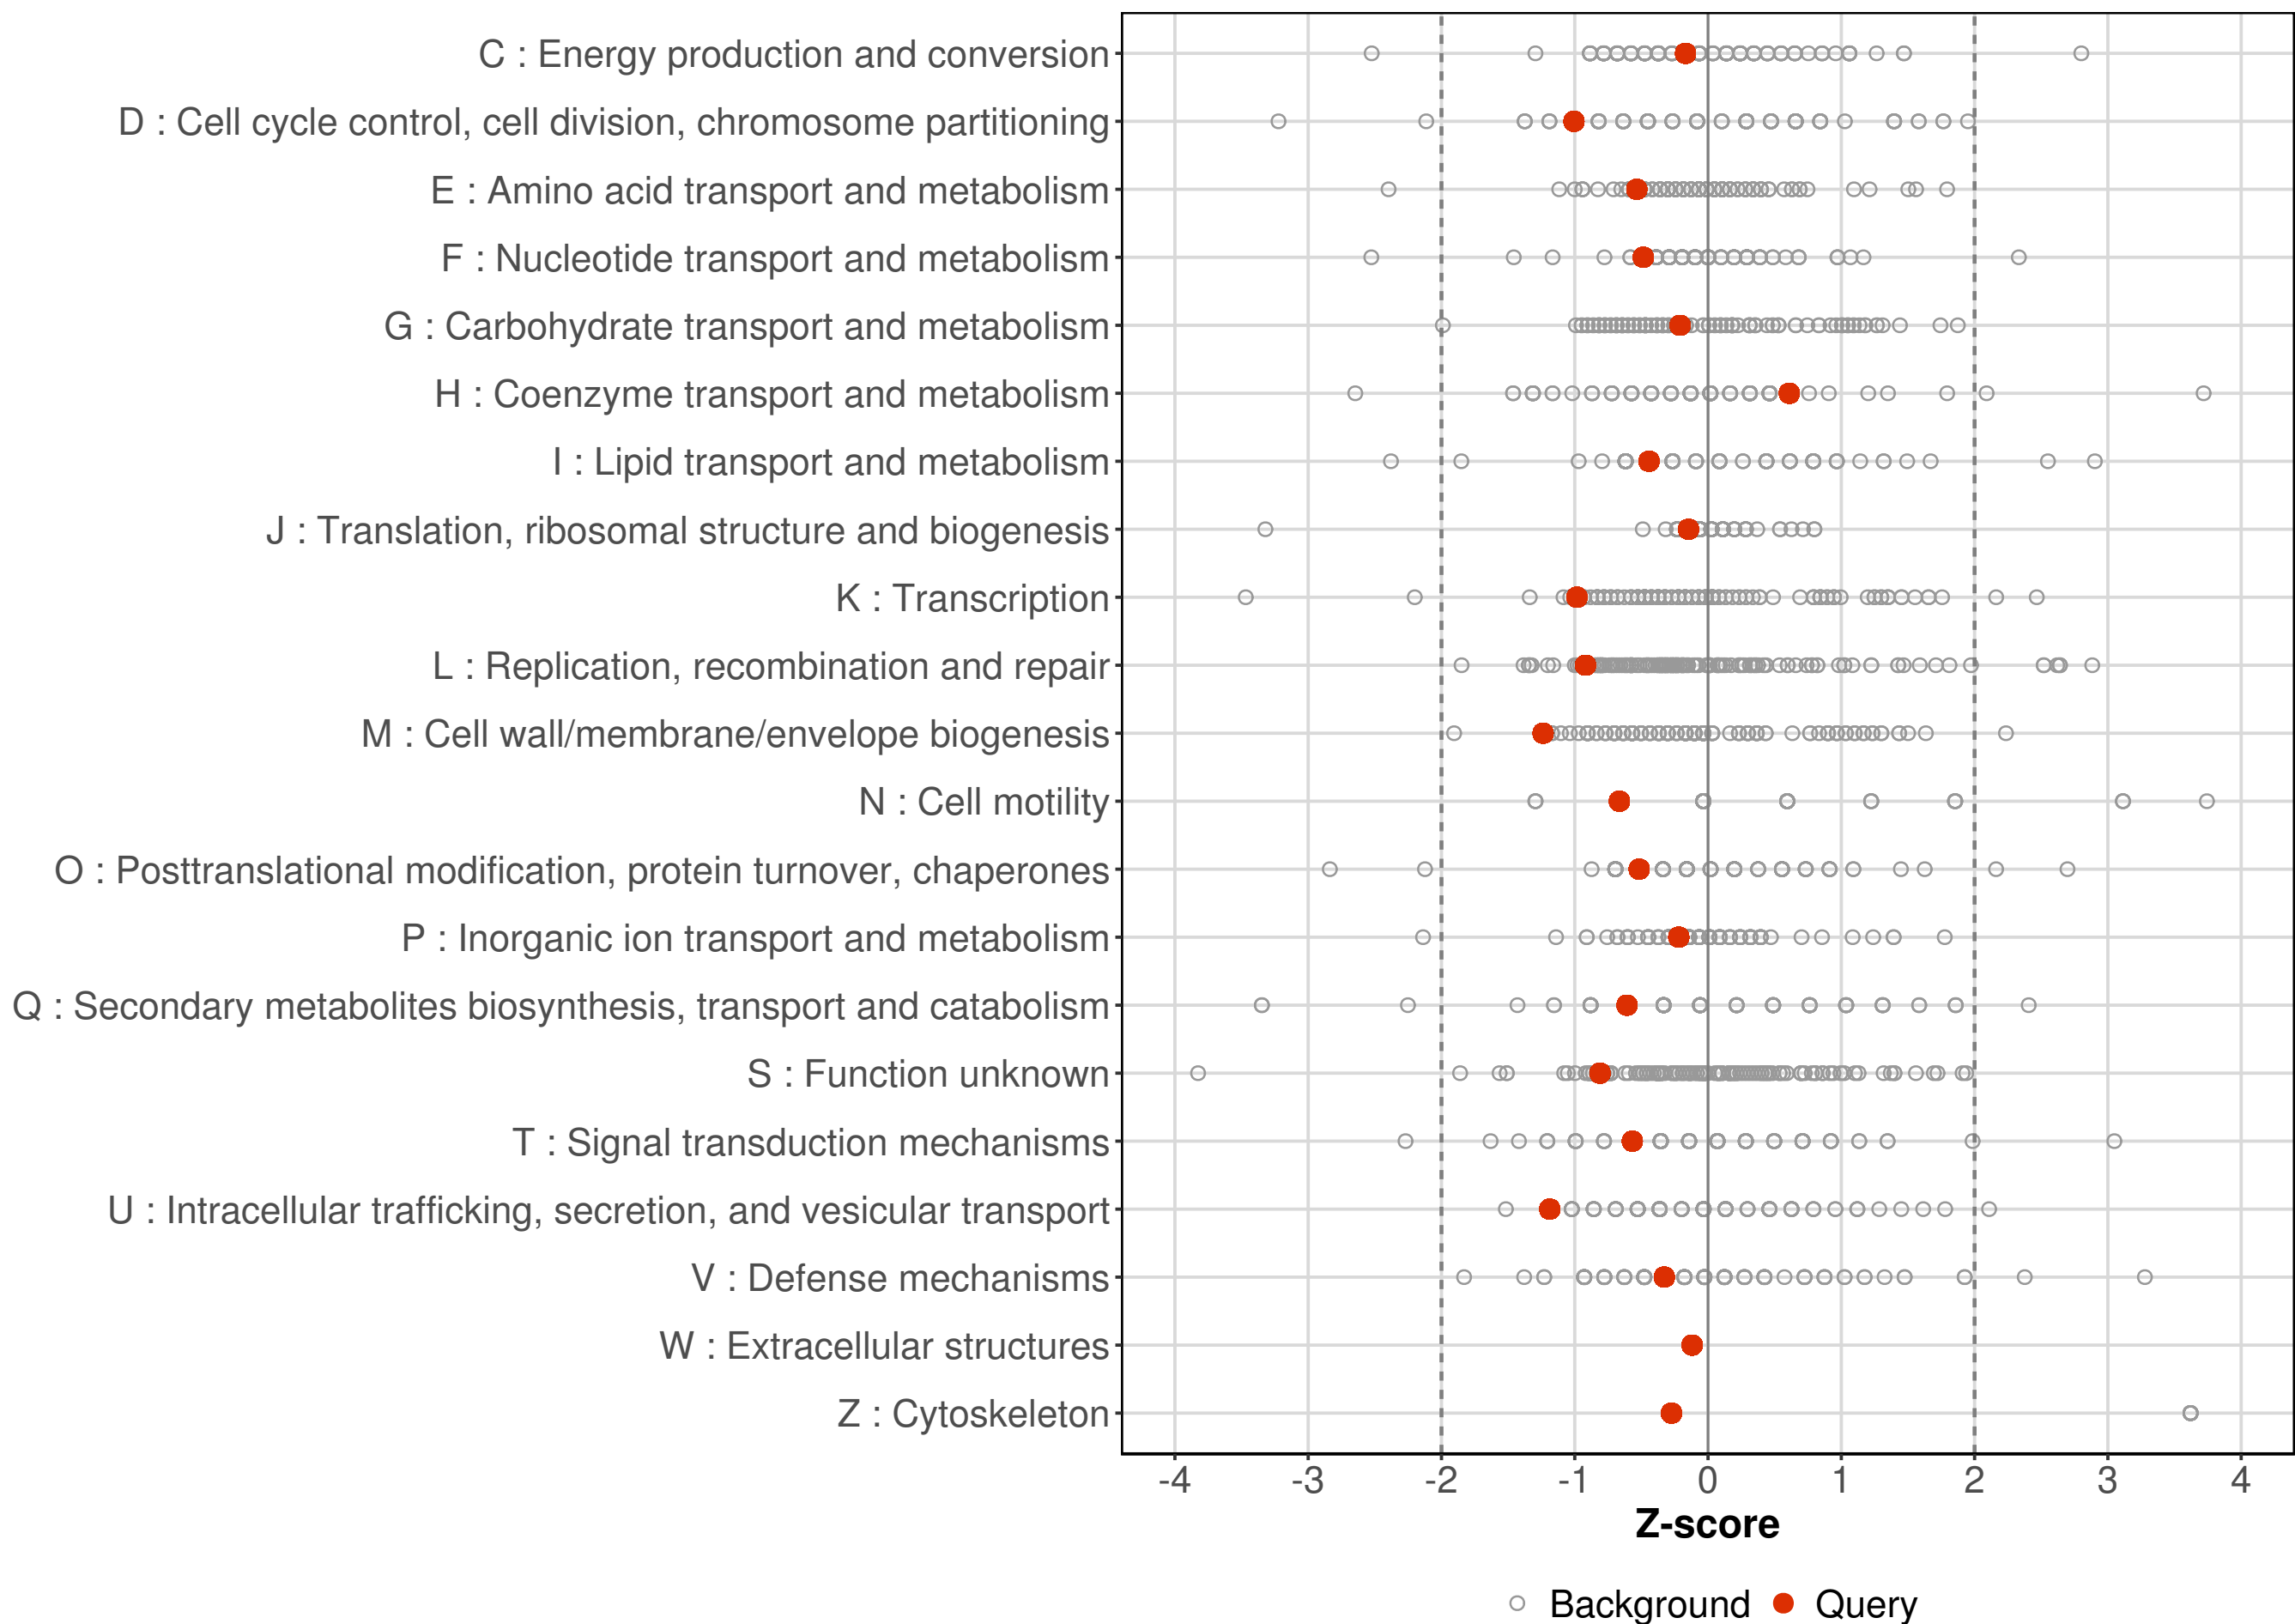 C : Energy production and conversion
D : Cell cycle control, cell division, chromosome partitioning
E : Amino acid transport and metabolism
F : Nucleotide transport and metabolism
G : Carbohydrate transport and metabolism
H : Coenzyme transport and metabolism
I : Lipid transport and metabolism
J : Translation, ribosomal structure and biogenesis
K : Transcription
L : Replication, recombination and repair
M : Cell wall/membrane/envelope biogenesis
N : Cell motility
O : Posttranslational modification, protein turnover, chaperones
P : Inorganic ion transport and metabolism
Q : Secondary metabolites biosynthesis, transport and catabolism
S : Function unknown
T : Signal transduction mechanisms
U : Intracellular trafficking, secretion, and vesicular transport
V : Defense mechanisms
W : Extracellular structures
Z : Cytoskeleton
-4 -3 -2 -1 0 1 2 3 4
Z-score
Background Query